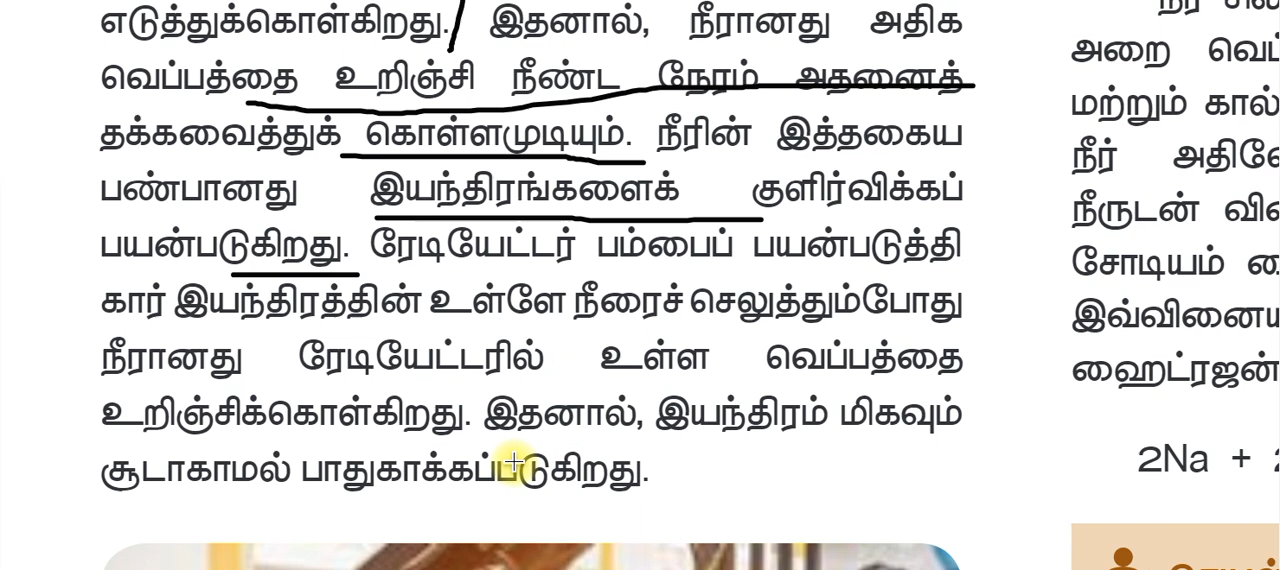 எடுத்துக்கொள்கிறது. இதனால், நீரானது அதிக
வெப்பத்தை உறிஞ்சி நீண்ட நேரம் அதனைத்
தக்கவைத்துக் கொள்ளமுடியும். நீரின் இத்தகைய
பண்பானது இயந்திரங்களைக் குளிர்விக்கப்
பயன்படுகிறது. ரேடியேட்டர் பம்பைப் பயன்படுத்தி
கார் இயந்திரத்தின் உள்ளே நீரைச் செலுத்தும்போது
நீரானது ரேடியேட்டரில் உள்ள வெப்பத்தை
உறிஞ்சிக்கொள்கிறது. இதனால், இயந்திரம் மிகவும்
சூடாகாமல் பாதுகாக்கப்படுகிறது.
அறை
மற்றும்
நீர்
நீருடன்
சோடியம்
ஹைட்ரஜன்
2Na + 2